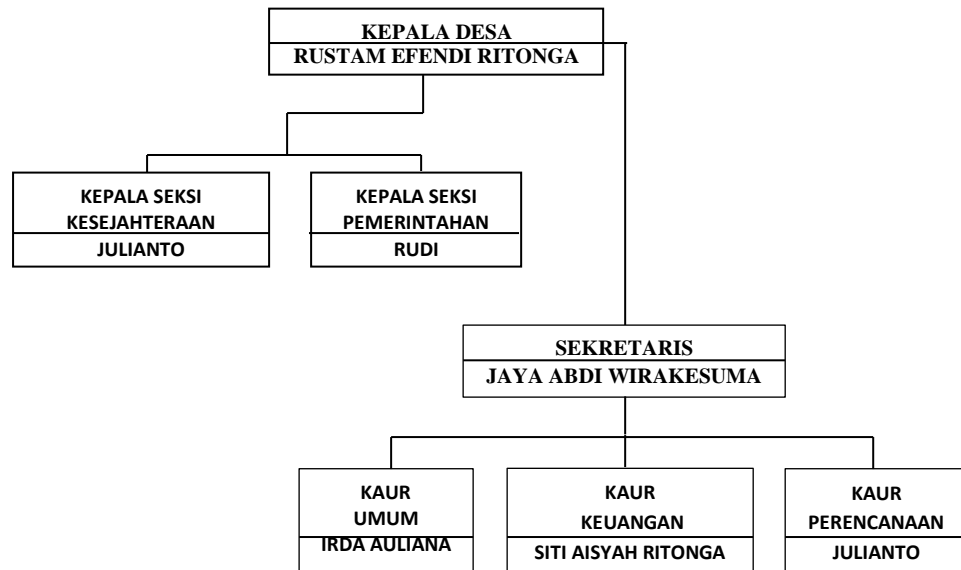 KEPALA DESA
RUSTAM EFENDI RITONGA
KEPALA SEKSI
KESEJAHTERAAN
JULIANTO
KEPALA SEKSI
PEMERINTAHAN
RUDI
SEKRETARIS
JAYA ABDI WIRAKESUMA
KAUR
UMUM
IRDA AULIANA
KAUR
KEUANGAN
SITI AISYAH RITONGA
KAUR
PERENCANAAN
JULIANTO